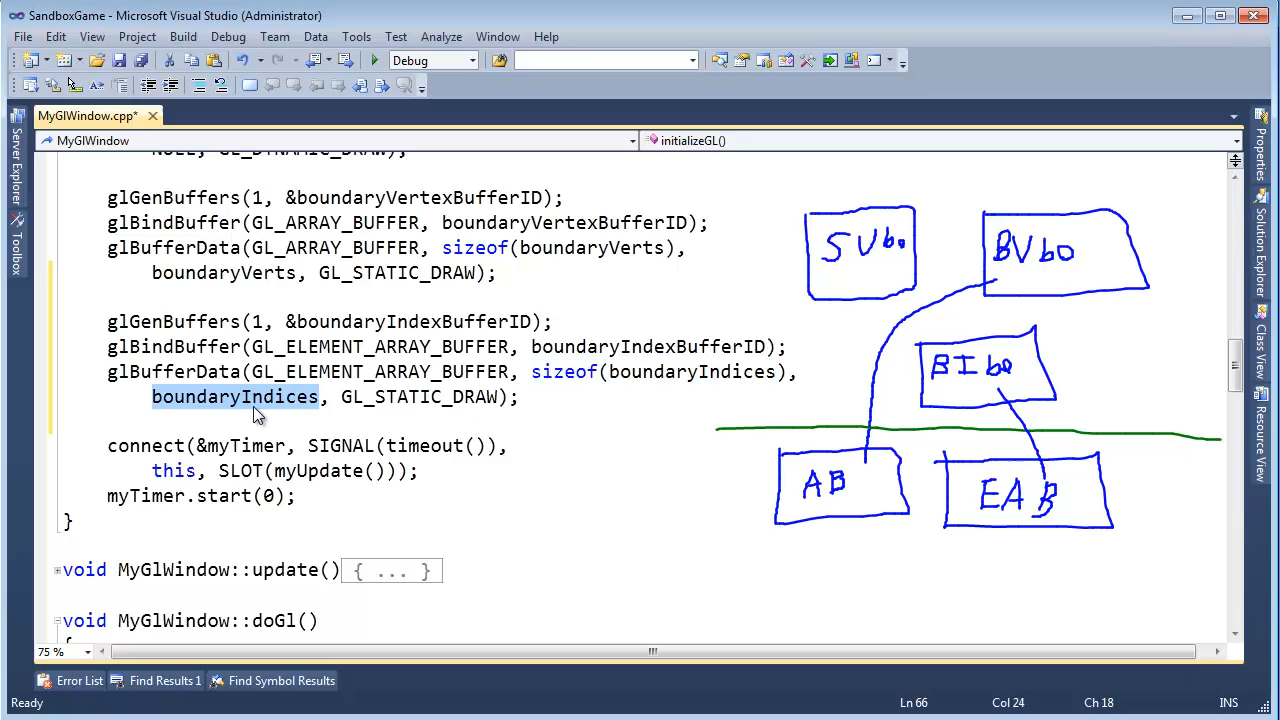 SandboxGame - Microsoft Visual Studio (Administrator)
File Edit View Project Build Debug Team Data Tools Test Analyze Window Help
Debug
MyGlWindow.cpp*
MyGlWindow initializeGL()
NULL, GL_DYNAMIC_DRAW);
glGenBuffers(1, &boundaryVertexBufferID);
glBindBuffer(GL_ARRAY_BUFFER, boundaryVertexBufferID);
glBufferData(GL_ARRAY_BUFFER, sizeof(boundaryVerts),
boundaryVerts, GL_STATIC_DRAW);
glGenBuffers(1, &boundaryIndexBufferID);
glBindBuffer(GL_ELEMENT_ARRAY_BUFFER, boundaryIndexBufferID);
glBufferData(GL_ELEMENT_ARRAY_BUFFER, sizeof(boundaryIndices),
boundaryIndices, GL_STATIC_DRAW);
connect(&myTimer, SIGNAL(timeout()),
this, SLOT(myUpdate()));
myTimer.start(0);
}
void MyGlWindow::update(){ ... }
void MyGlWindow::doGl()
{
SVbo
BVbo
BIbo
AB
EAB
Server Explorer
Toolbox
Properties
Solution Explorer
Class View
Resource View
75 %
Error List Find Results 1 Find Symbol Results
Ready Ln 66 Col 24 Ch 18 INS